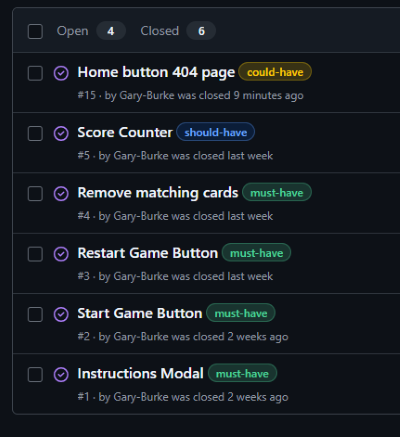 Open 4 Closed 6
Home button 404 page could-have
#15 · by Gary-Burke was closed 9 minutes ago
Score Counter should-have
#5 · by Gary-Burke was closed last week
Remove matching cards must-have
#4 · by Gary-Burke was closed last week
Restart Game Button must-have
#3 · by Gary-Burke was closed last week
Start Game Button must-have
#2 · by Gary-Burke was closed 2 weeks ago
Instructions Modal must-have
#1 · by Gary-Burke was closed 2 weeks ago